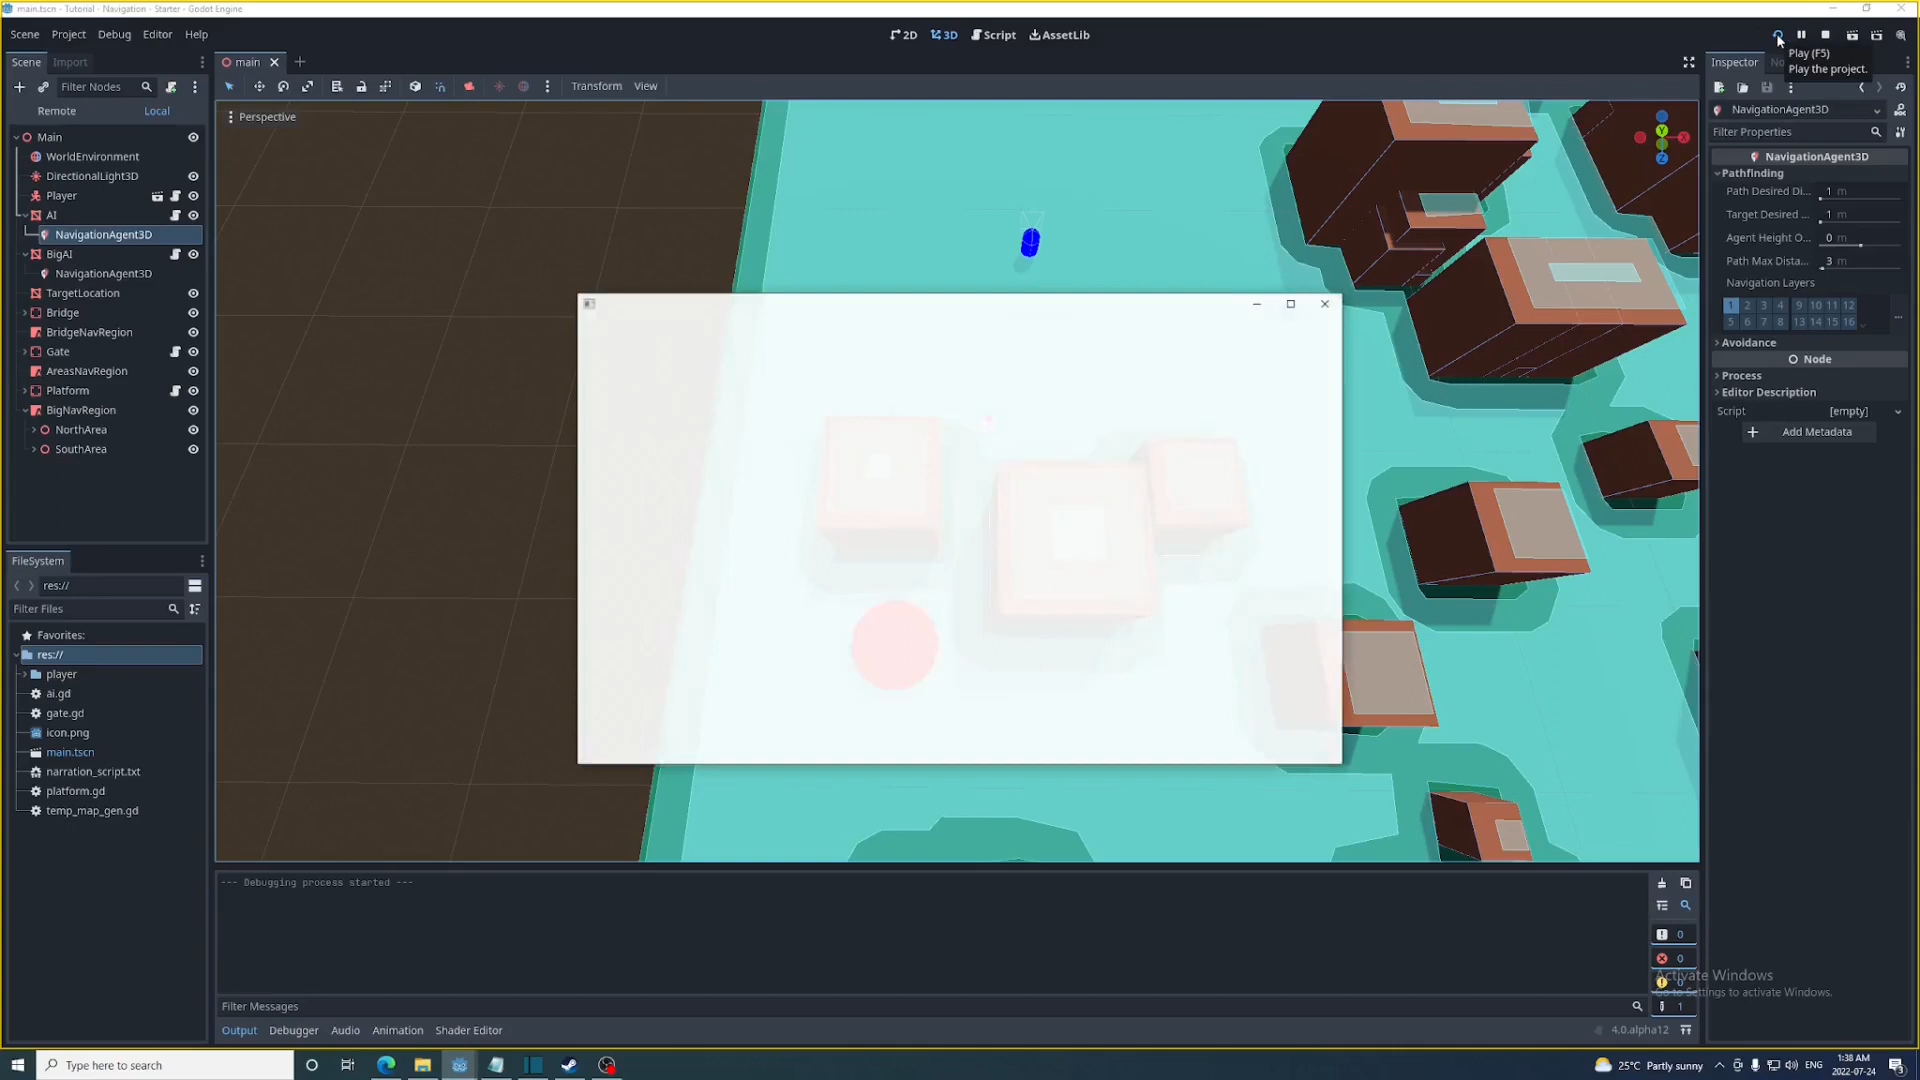 main.tscn - Tutorial - Navigation - Starter - Godot Engine
Scene Project Debug Editor Help
2D 3D Script AssetLib
Play (F5)
Play the project.
Scene Import
main
Inspector
Filter Nodes
Transform View
Remote Local
Perspective
NavigationAgent3D
Filter Properties
Main
WorldEnvironment
DirectionalLight3D
Player
AI
NavigationAgent3D
BigAI
NavigationAgent3D
TargetLocation
Bridge
BridgeNavRegion
Gate
AreasNavRegion
Platform
BigNavRegion
NorthArea
SouthArea
Y
X
Z
NavigationAgent3D
Pathfinding
Path Desired Di... 1 m
Target Desired ... 1 m
Agent Height O... 0 m
Path Max Dista... 3 m
Navigation Layers
1 2 3 4 9 10 11 12
5 6 7 8 13 14 15 16
Avoidance
Node
Process
Editor Description
Script [empty]
Add Metadata
FileSystem
res://
Filter Files
Favorites:
res://
player
ai.gd
gate.gd
icon.png
main.tscn
narration_script.txt
platform.gd
temp_map_gen.gd
--- Debugging process started ---
0
0
0
1
Filter Messages
Output Debugger Audio Animation Shader Editor
4.0.alpha12
Activate Windows
Go to Settings to activate Windows.
Type here to search
25°C Partly sunny
ENG
1:38 AM
2022-07-24
3